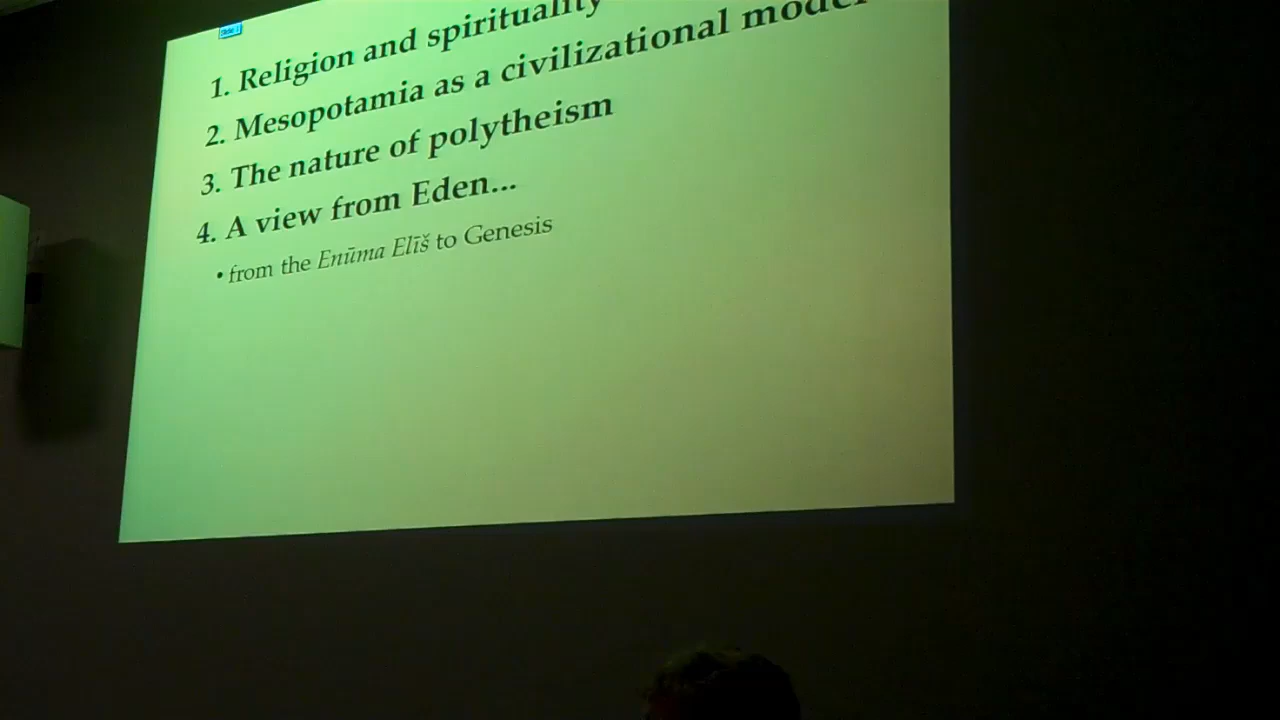 1. Religion and spirituality
2. Mesopotamia as a civilizational model
3. The nature of polytheism
4. A view from Eden...
• from the Enūma Elīš to Genesis